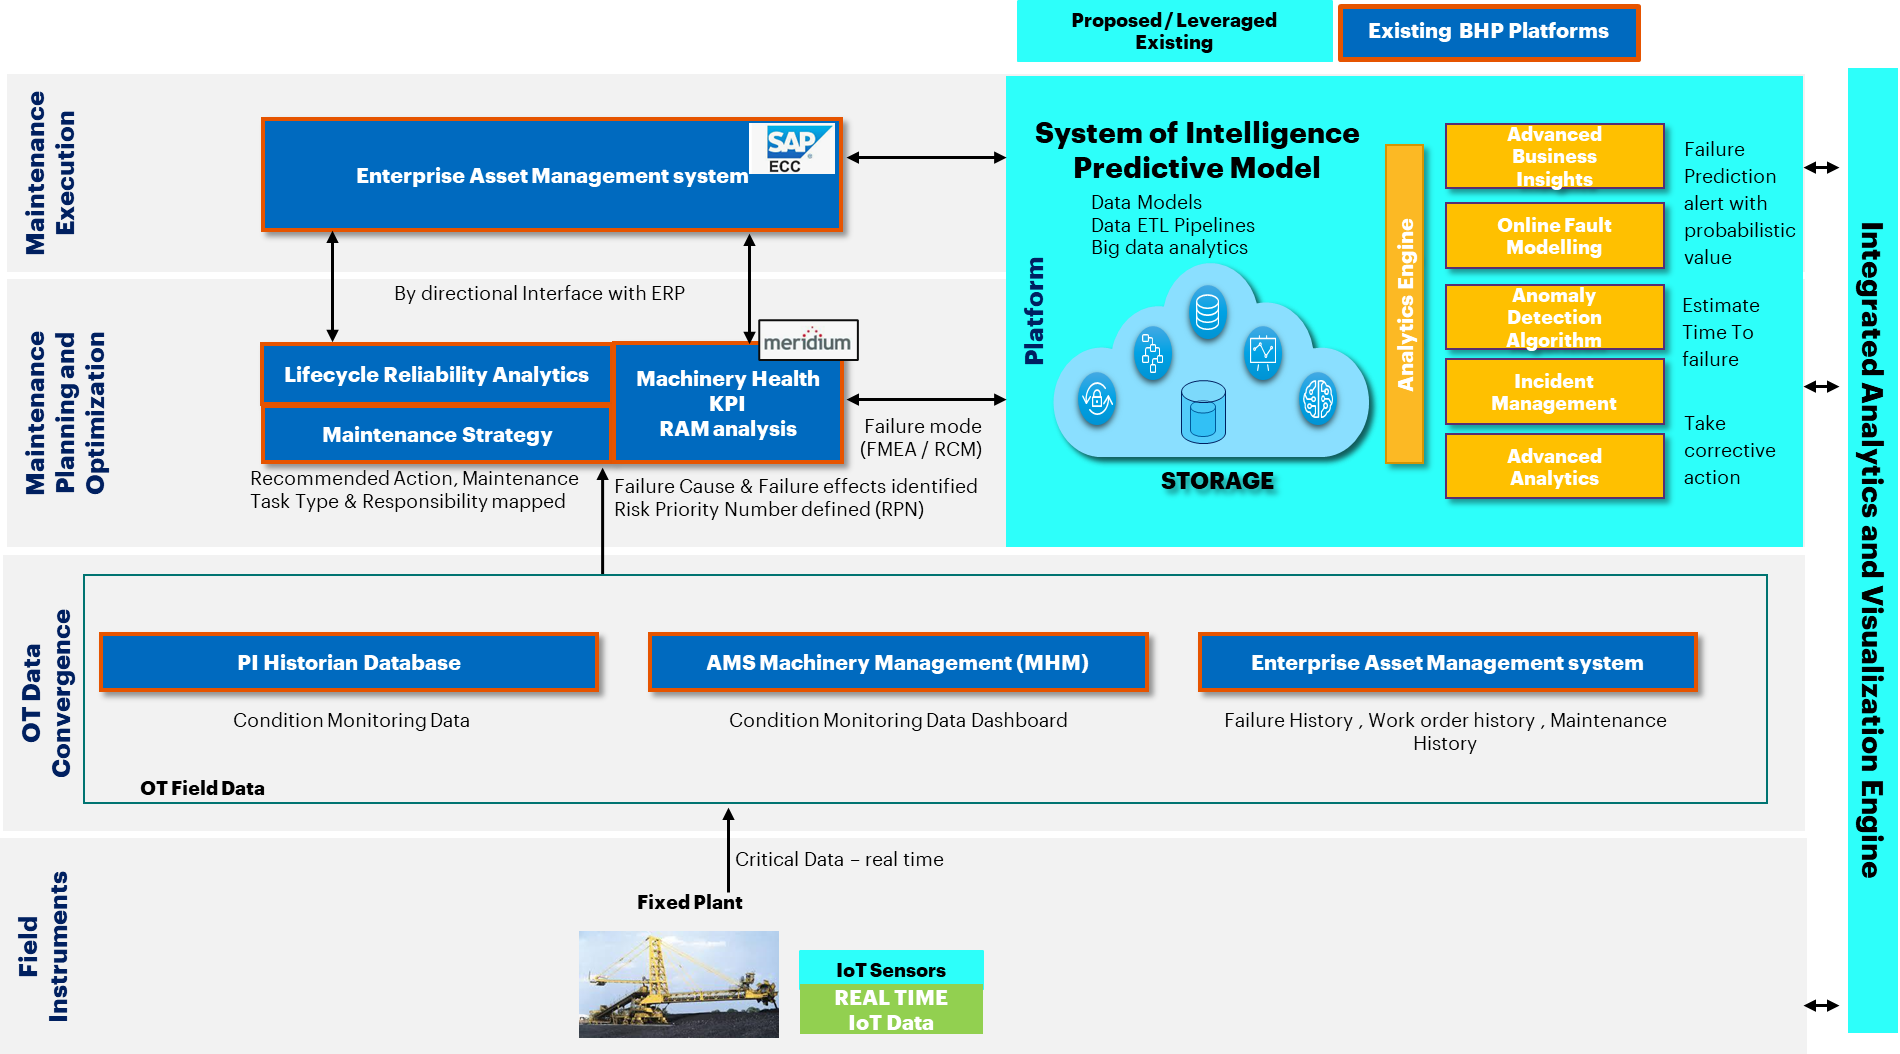 Proposed / Leveraged
Existing
Existing BHP Platforms
Maintenance
Execution
Enterprise Asset Management system
SAP
ECC
By directional Interface with ERP
Maintenance
Planning and
Optimization
meridium
Lifecycle Reliability Analytics
Maintenance Strategy
Machinery Health
KPI
RAM analysis
Recommended Action, Maintenance
Task Type & Responsibility mapped
Failure Cause & Failure effects identified
Risk Priority Number defined (RPN)
Failure mode
(FMEA / RCM)
Platform
System of Intelligence
Predictive Model
Data Models
Data ETL Pipelines
Big data analytics
STORAGE
Analytics Engine
Advanced
Business
Insights
Online Fault
Modelling
Anomaly
Detection
Algorithm
Incident
Management
Advanced
Analytics
Failure
Prediction
alert with
probabilistic
value
Estimate
Time To
failure
Take
corrective
action
Integrated Analytics and Visualization Engine
OT Data
Convergence
PI Historian Database
Condition Monitoring Data
AMS Machinery Management (MHM)
Condition Monitoring Data Dashboard
Enterprise Asset Management system
Failure History , Work order history , Maintenance
History
OT Field Data
Field
Instruments
Critical Data – real time
Fixed Plant
IoT Sensors
REAL TIME
IoT Data